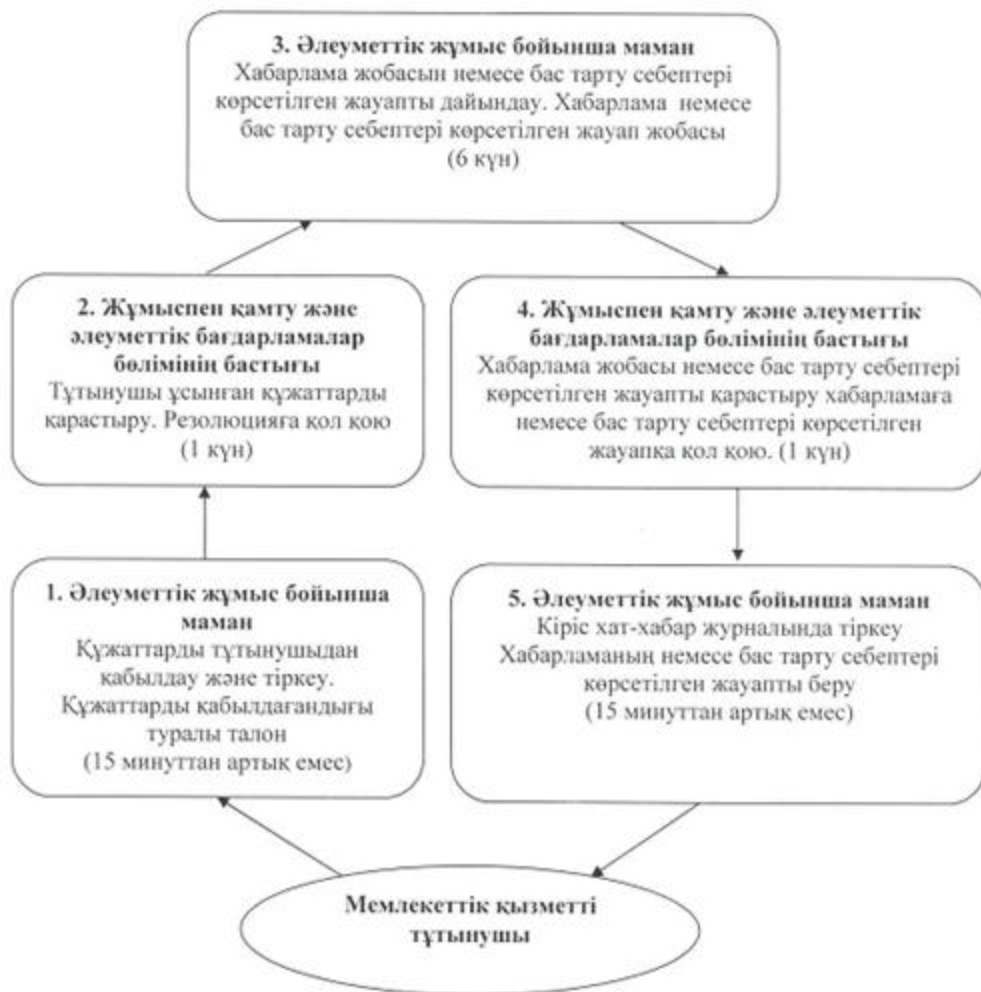 3. Әлеуметтік жұмыс бойынша маман
Хабарлама жобасын немесе бас тарту себептері
көрсетілген жауапты дайындау. Хабарлама немесе
бас тарту себептері көрсетілген жауап жобасы
(6 күн)
2. Жұмыспен қамту және
әлеуметтік бағдарламалар
бөлімінің бастығы
Тұтынушы ұсынған құжаттарды
қарастыру. Резолюцияға қол қою
(1 күн)
4. Жұмыспен қамту және әлеуметтік
бағдарламалар бөлімінің бастығы
Хабарлама жобасы немесе бас тарту себептері
көрсетілген жауапты қарастыру хабарламаға
немесе бас тарту себептері көрсетілген
жауапқа қол қою. (1 күн)
1. Әлеуметтік жұмыс бойынша
маман
Құжаттарды тұтынушыдан
қабылдау және тіркеу.
Құжаттарды қабылдағандығы
туралы талон
(15 минуттан артық емес)
5. Әлеуметтік жұмыс бойынша маман
Кіріс хат-хабар журналында тіркеу
Хабарламаның немесе бас тарту себептері
көрсетілген жауапты беру
(15 минуттан артық емес)
Мемлекеттік қызметті
тұтынушы